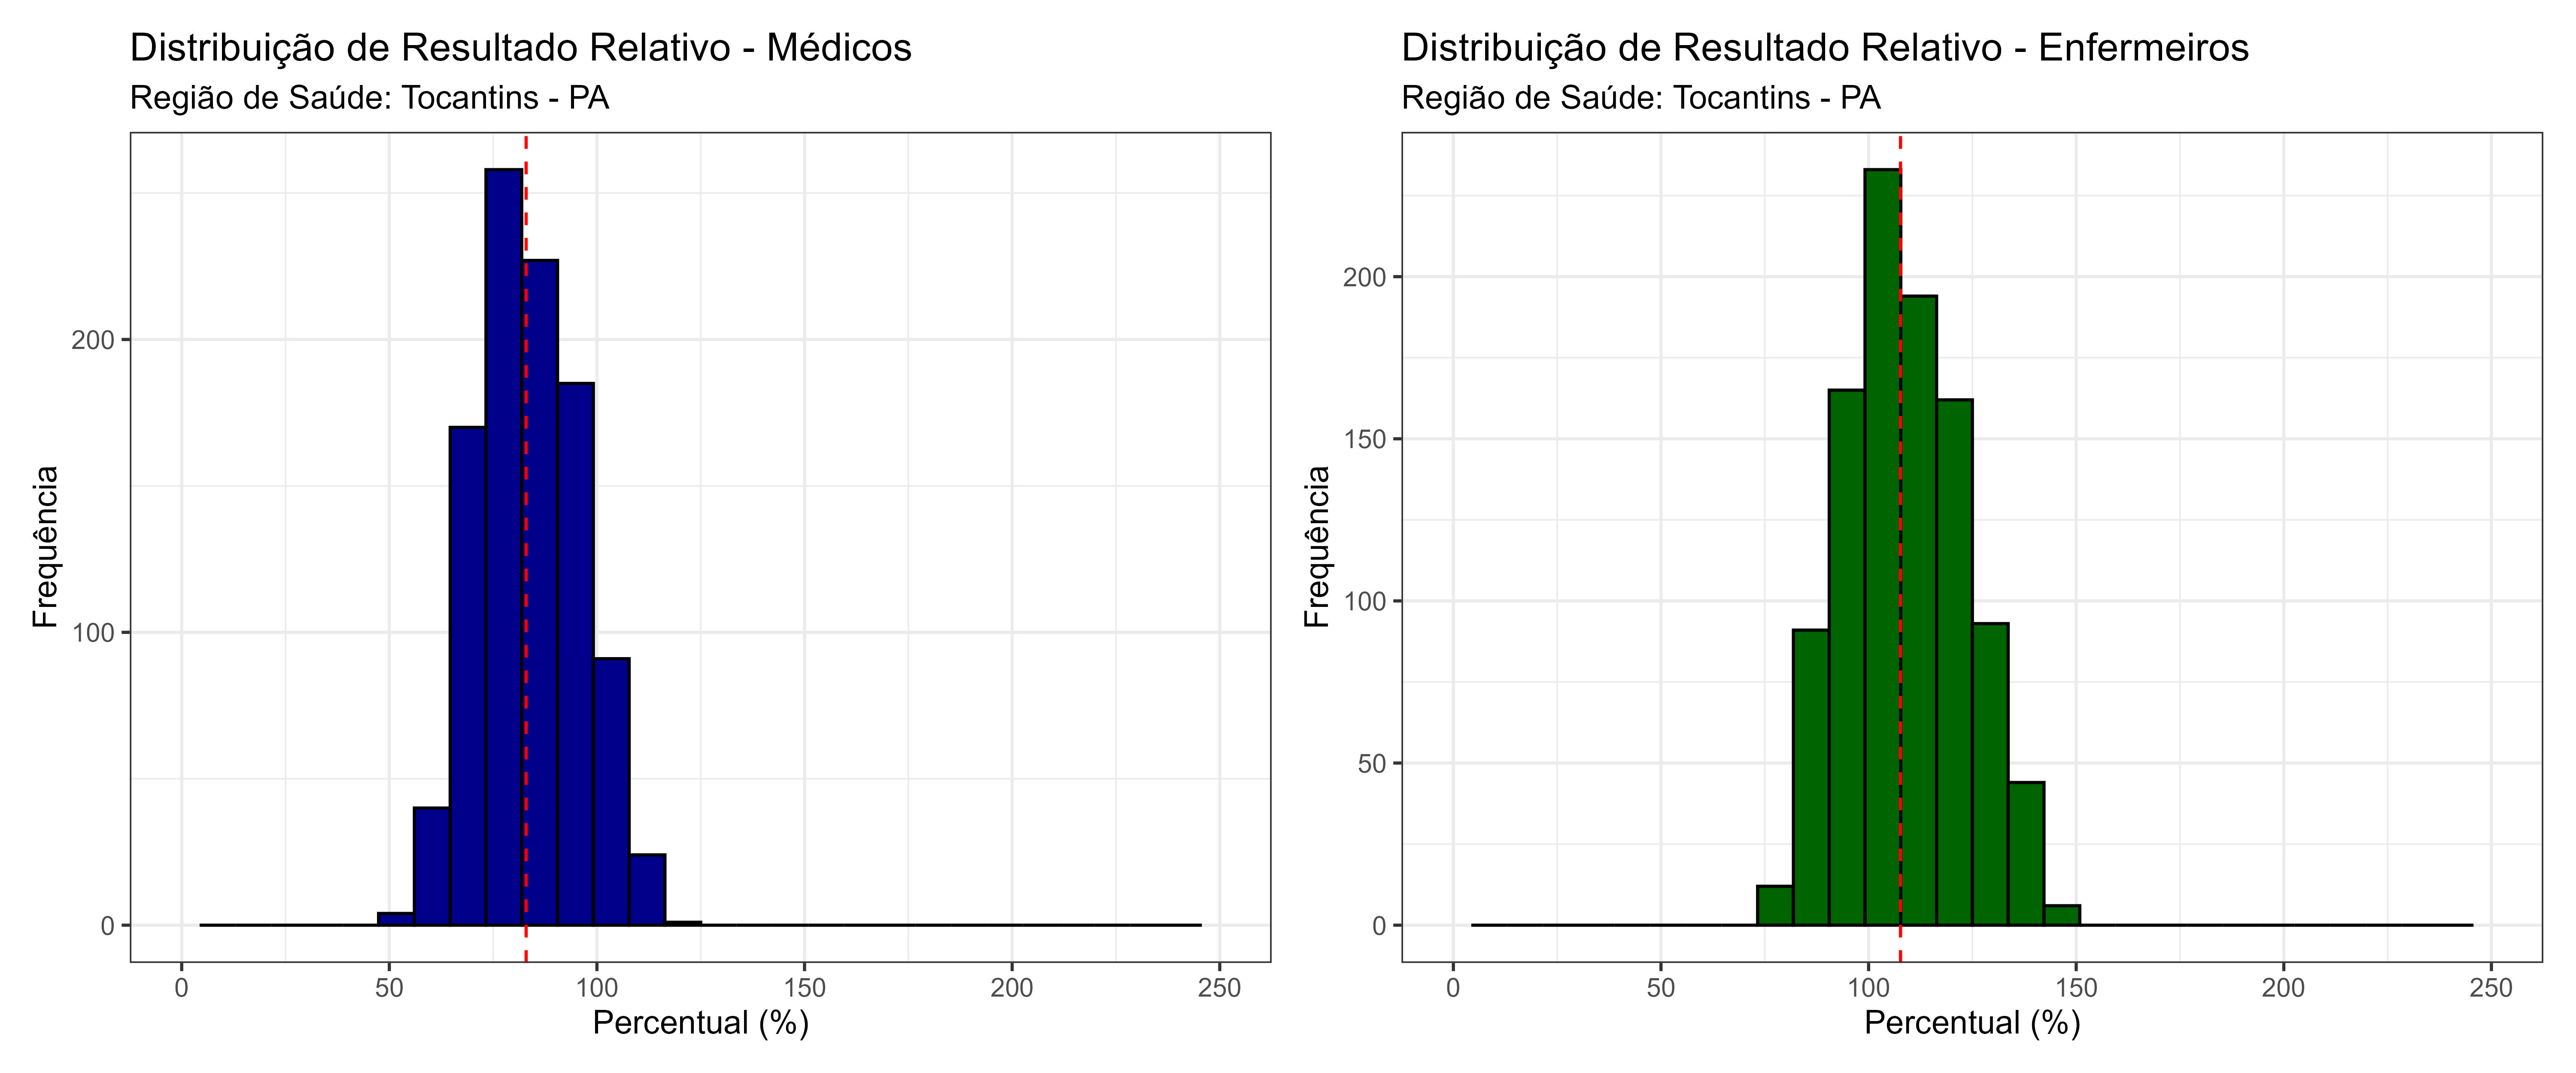 Distribuição de Resultado Relativo - Médicos
Região de Saúde: Tocantins - PA
Frequência
200
100
0
0 50 100 150 200 250
Percentual (%)
Distribuição de Resultado Relativo - Enfermeiros
Região de Saúde: Tocantins - PA
Frequência
200
150
100
50
0
0 50 100 150 200 250
Percentual (%)